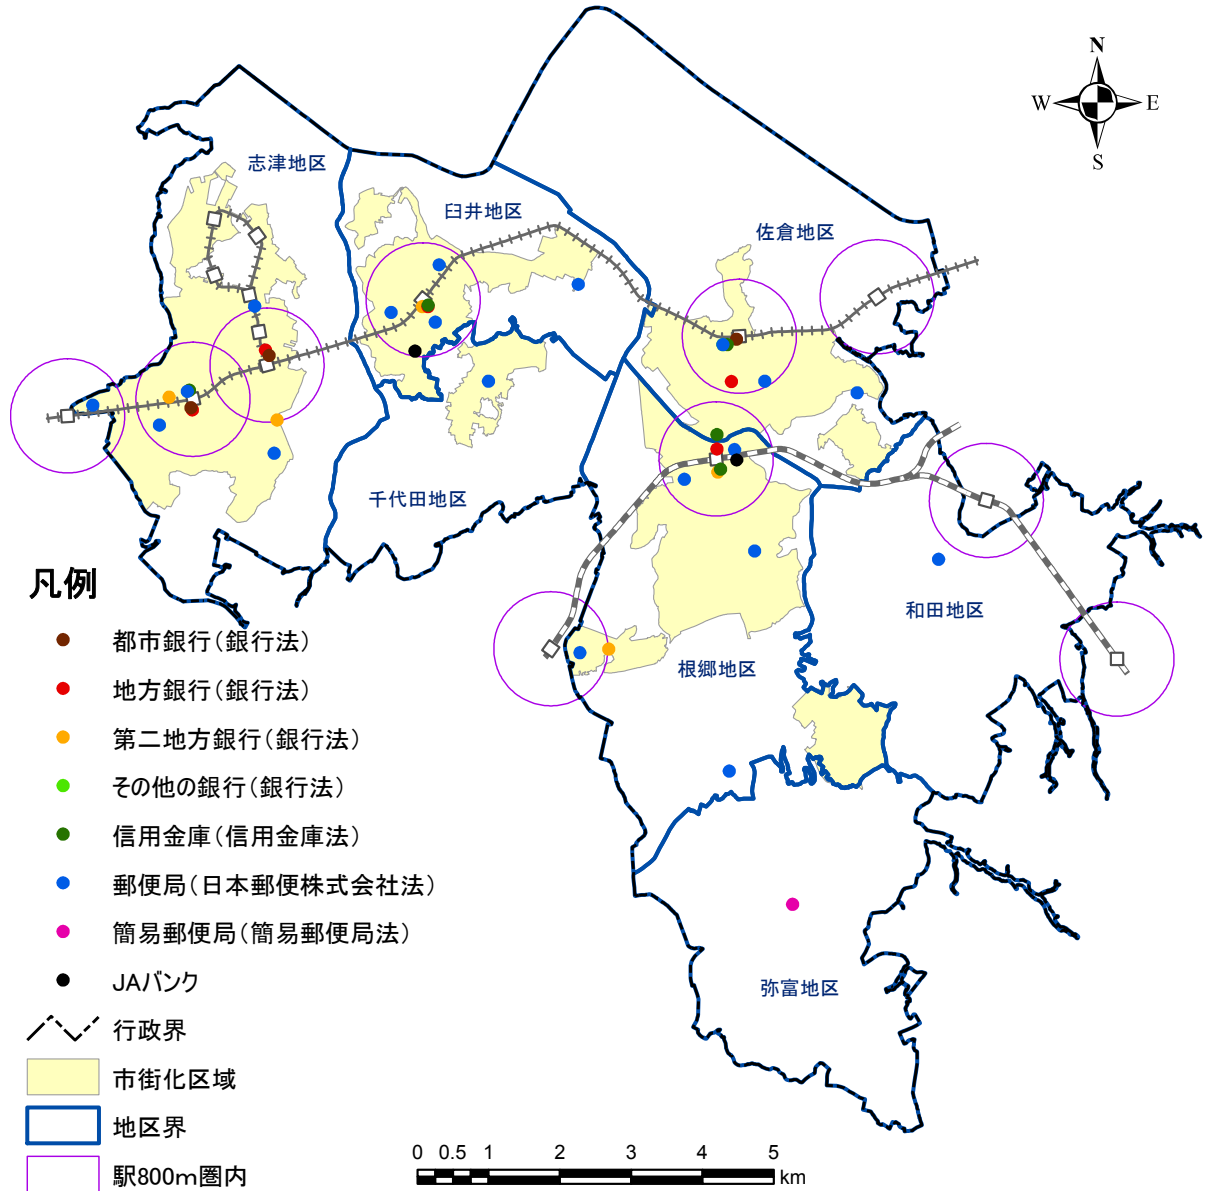 N
W
E
S
志津地区
臼井地区
佐倉地区
千代田地区
和田地区
根郷地区
弥富地区
凡例
都市銀行(銀行法)
地方銀行(銀行法)
第二地方銀行(銀行法)
その他の銀行(銀行法)
信用金庫(信用金庫法)
郵便局(日本郵便株式会社法)
簡易郵便局(簡易郵便局法)
JAバンク
行政界
市街化区域
地区界
駅800m圏内
0 0.5 1 2 3 4 5
km